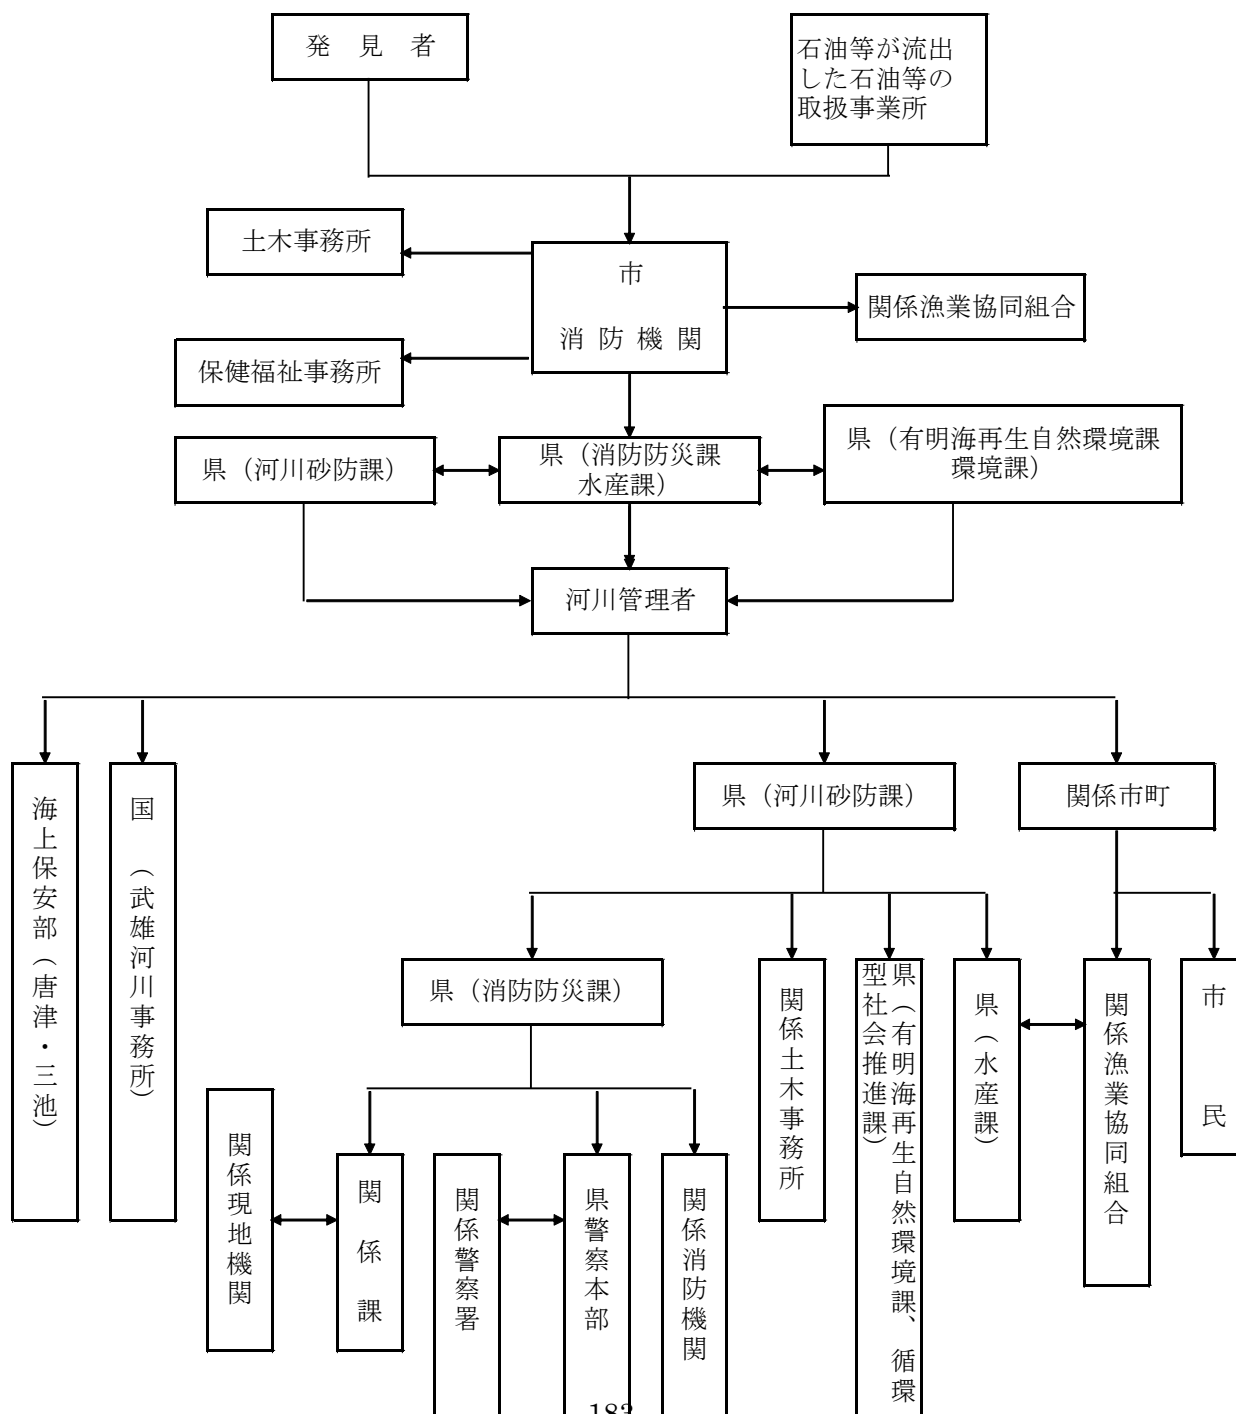 発　見　者
石油等が流出
した石油等の
取扱事業所
土木事務所
市
消 防 機 関
関係漁業協同組合
保健福祉事務所
県（河川砂防課）
県（消防防災課
水産課）
県（有明海再生自然環境課
環境課）
河川管理者
海上保安部（唐津・三池）
国　（武雄河川事務所）
県（河川砂防課）
関係市町
県（消防防災課）
関係土木事務所
県（有明海再生自然環境課、循環
型社会推進課）
県（水産課）
関係漁業協同組合
市　　民
関係現地機関
関　係　課
関係警察署
県警察本部
関係消防機関
183